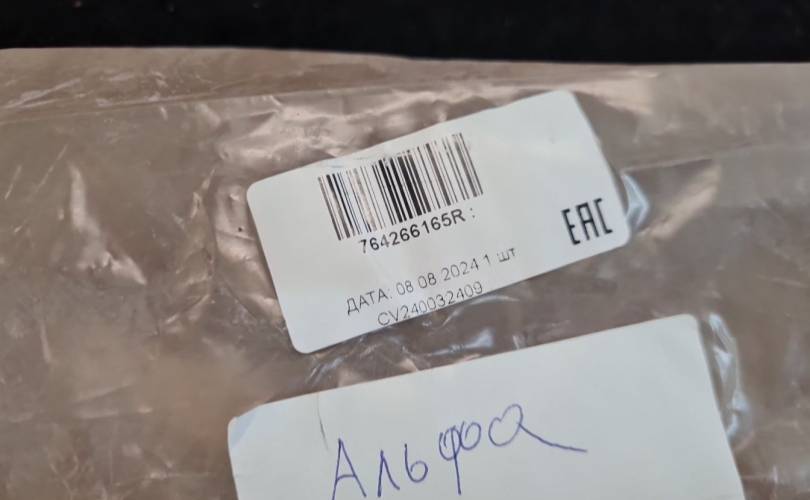 764266165R :
EAC
ДАТА: 08 08 2024 1 шт
CV240032409
Альфа